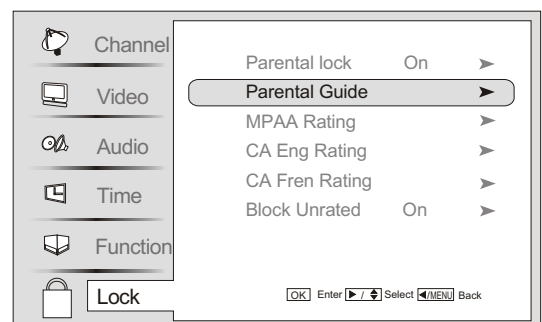 Channel
Video
Audio
Time
Function
Lock
Parental lock On
Parental Guide
MPAA Rating
CA Eng Rating
CA Fren Rating
Block Unrated On
OK Enter ▶ / ◆ Select ◀/MENU Back